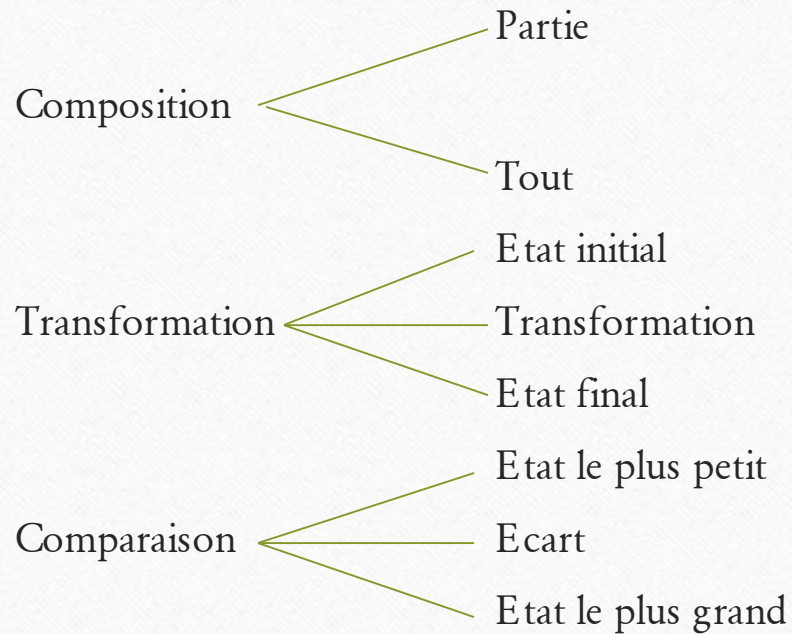 Partie
Composition
Tout
Etat initial
Transformation
Transformation
Etat final
Etat le plus petit
Comparaison
Ecart
Etat le plus grand